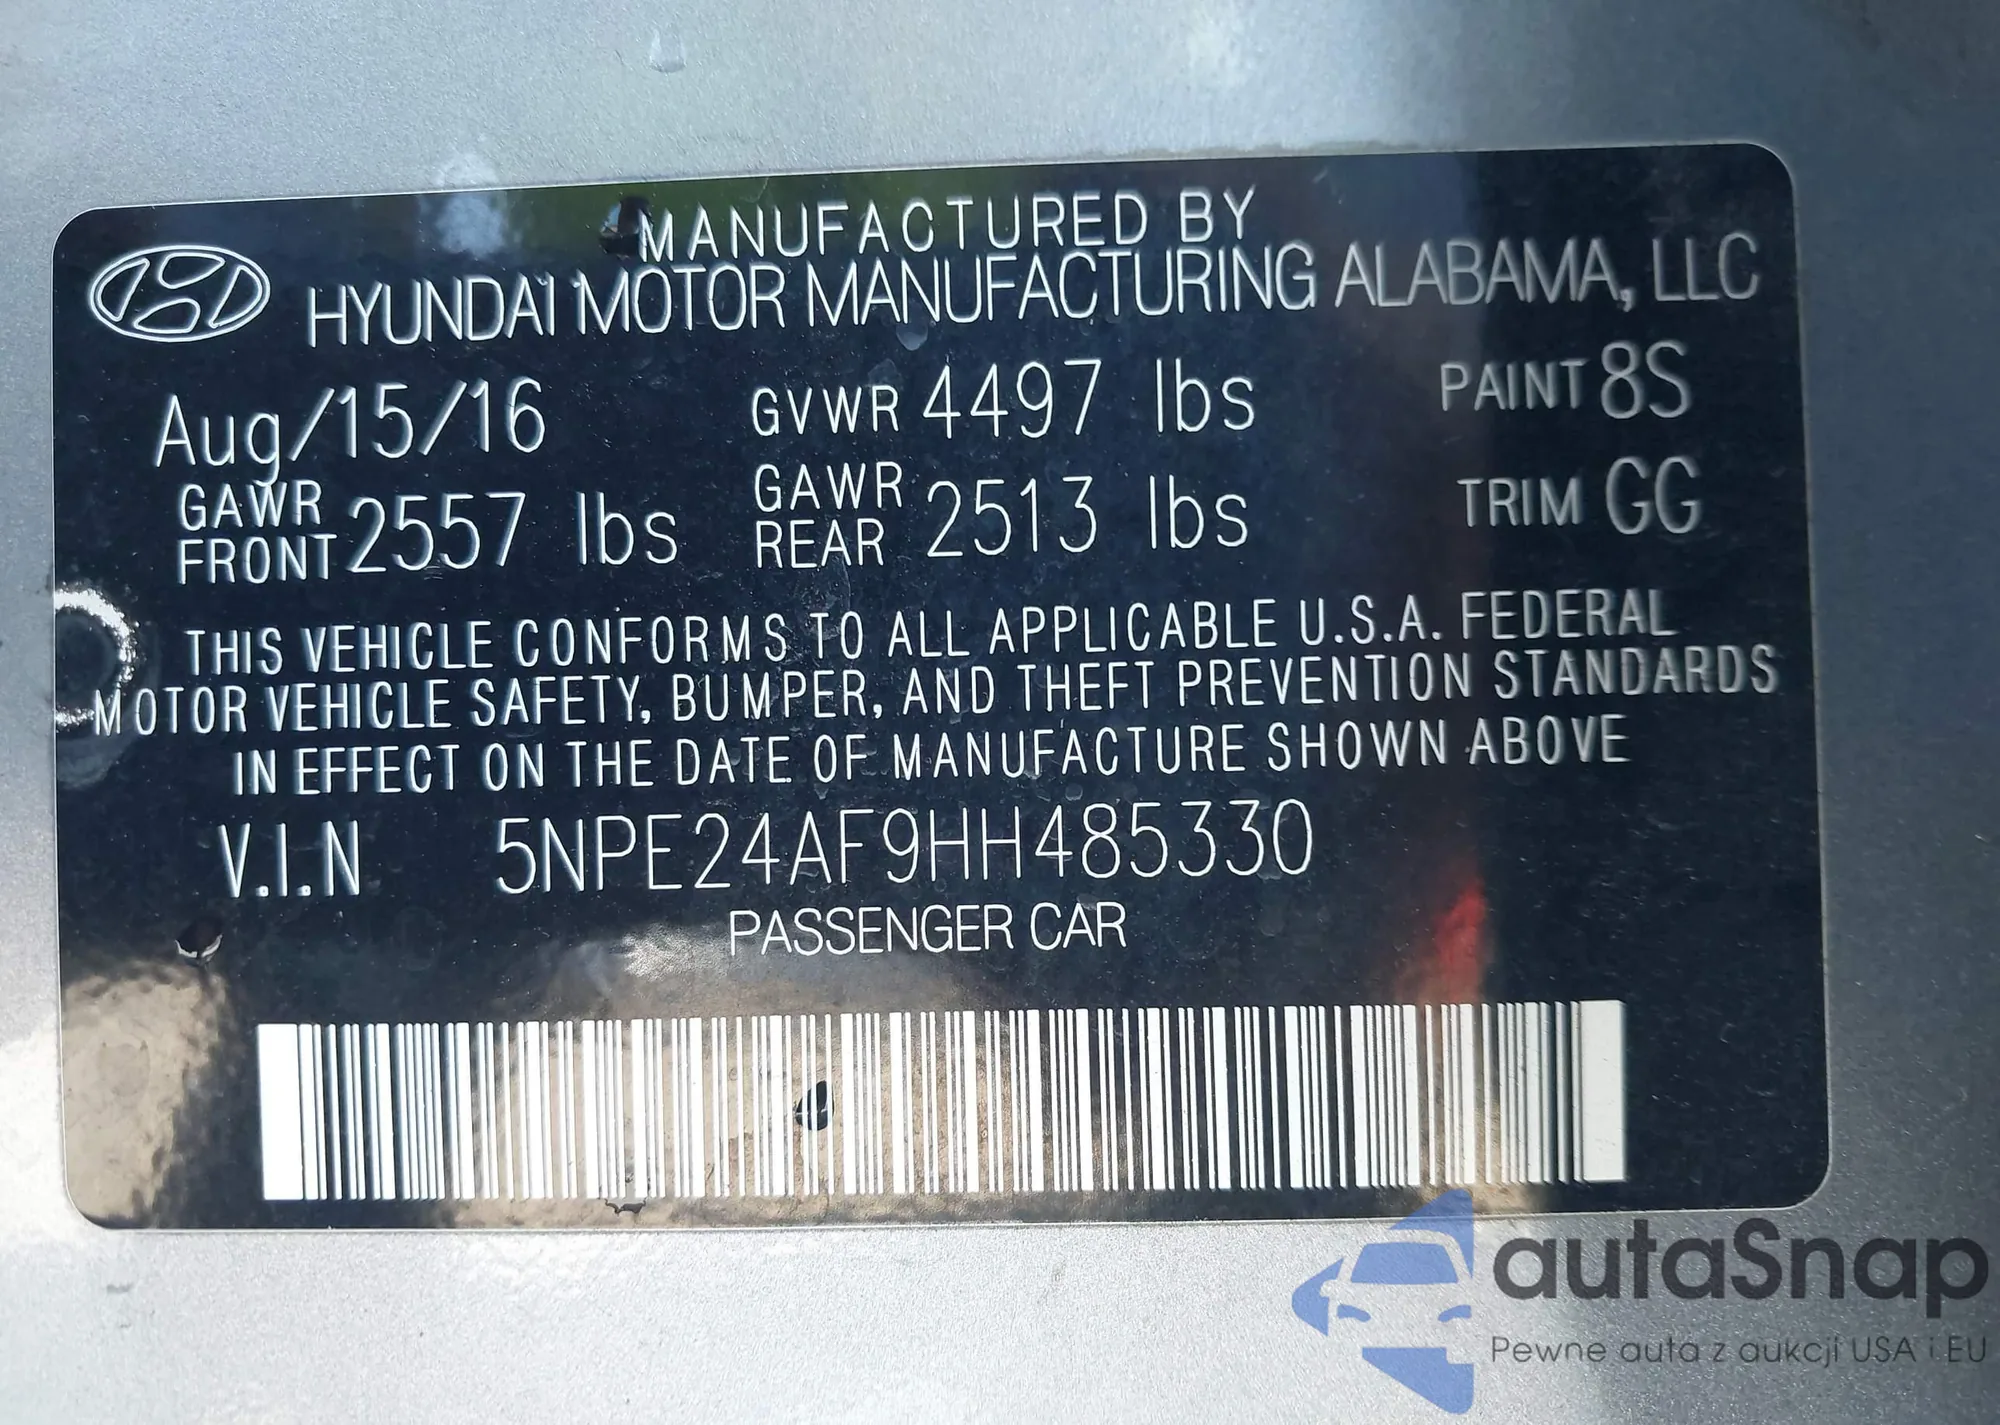 MANUFACTURED BY
HYUNDAI MOTOR MANUFACTURING ALABAMA, LLC
Aug/15/16 GVWR 4497 lbs PAINT 8S
GAWR FRONT 2557 lbs GAWR REAR 2513 lbs TRIM GG
THIS VEHICLE CONFORMS TO ALL APPLICABLE U.S.A. FEDERAL
MOTOR VEHICLE SAFETY, BUMPER, AND THEFT PREVENTION STANDARDS
IN EFFECT ON THE DATE OF MANUFACTURE SHOWN ABOVE
V.I.N 5NPE24AF9HH485330
PASSENGER CAR
autaSnap
Pewne auta z aukcji USA i EU